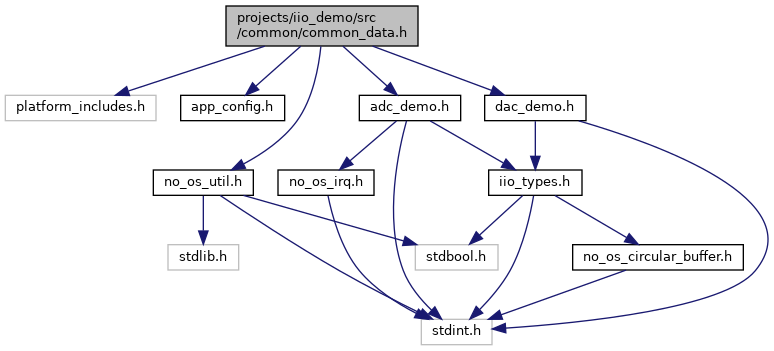 projects/iio_demo/src
/common/common_data.h
platform_includes.h
app_config.h
adc_demo.h
dac_demo.h
no_os_util.h
no_os_irq.h
iio_types.h
stdlib.h
stdbool.h
no_os_circular_buffer.h
stdint.h